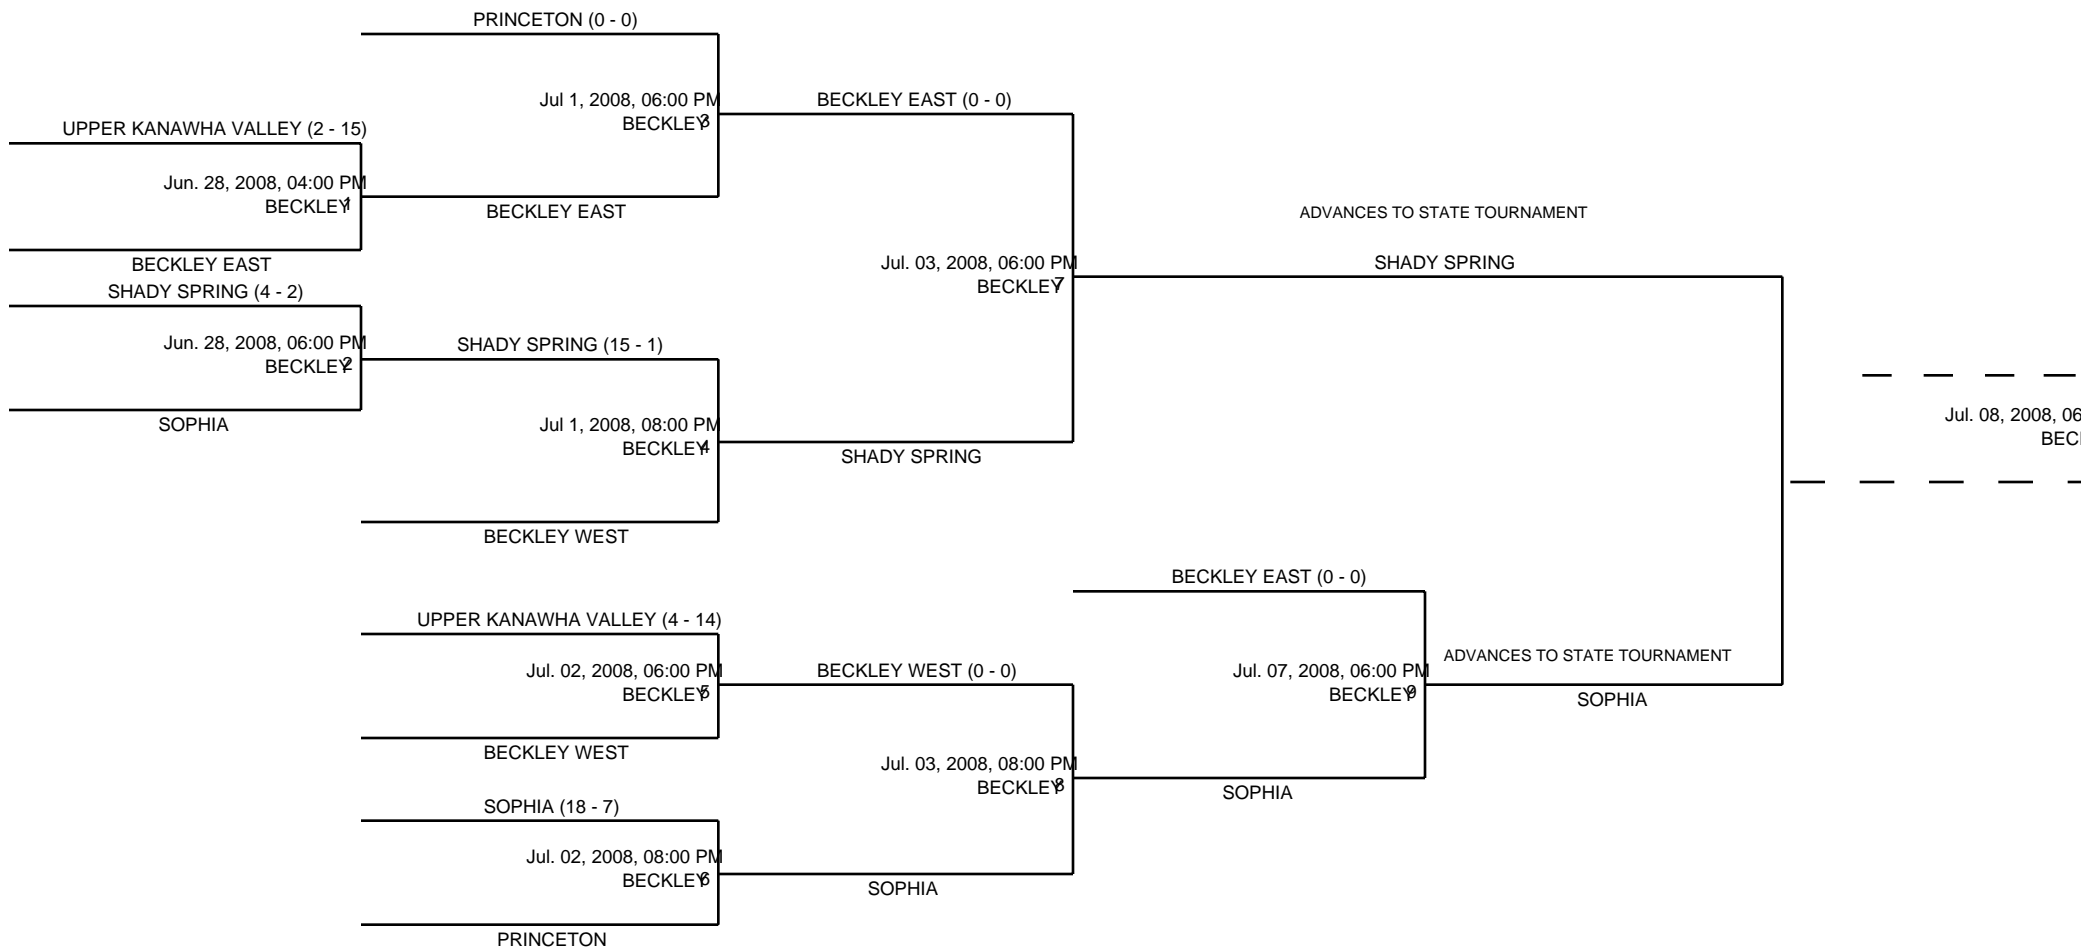 PRINCETON (0 - 0)
Jul 1, 2008, 06:00 PM
BECKLEY 3
BECKLEY EAST (0 - 0)
UPPER KANAWHA VALLEY (2 - 15)
Jun. 28, 2008, 04:00 PM
BECKLEY 1
BECKLEY EAST
BECKLEY EAST
ADVANCES TO STATE TOURNAMENT
SHADY SPRING
SHADY SPRING (4 - 2)
Jun. 28, 2008, 06:00 PM
BECKLEY 2
SOPHIA
Jul. 03, 2008, 06:00 PM
BECKLEY 7
SHADY SPRING (15 - 1)
Jul 1, 2008, 08:00 PM
BECKLEY 4
SHADY SPRING
BECKLEY WEST
Jul. 08, 2008, 06
BEC
BECKLEY EAST (0 - 0)
UPPER KANAWHA VALLEY (4 - 14)
Jul. 02, 2008, 06:00 PM
BECKLEY 5
BECKLEY WEST
BECKLEY WEST (0 - 0)
Jul. 07, 2008, 06:00 PM
BECKLEY 9
ADVANCES TO STATE TOURNAMENT
SOPHIA
Jul. 03, 2008, 08:00 PM
BECKLEY 8
SOPHIA
SOPHIA (18 - 7)
Jul. 02, 2008, 08:00 PM
BECKLEY 6
SOPHIA
PRINCETON